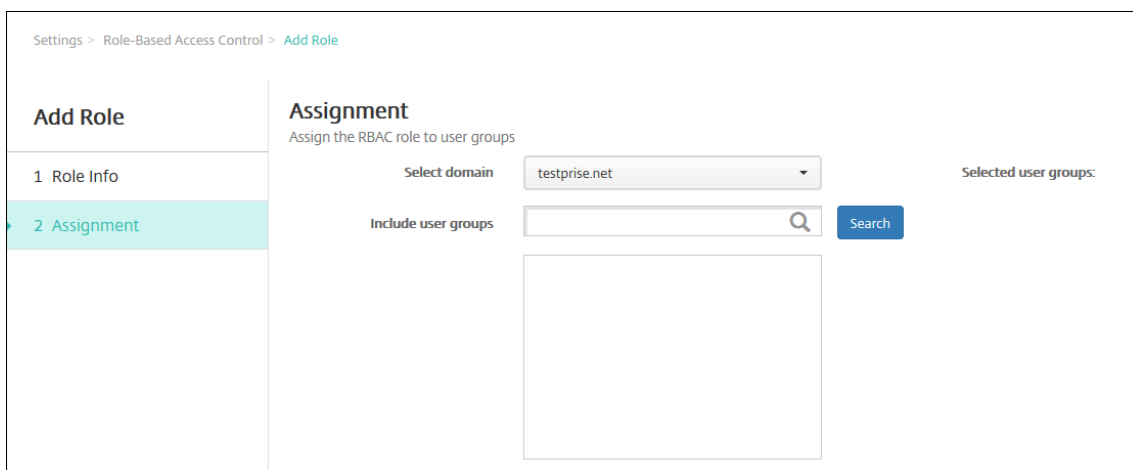 Settings > Role-Based Access Control > Add Role
Add Role
1 Role Info
2 Assignment
Assignment
Assign the RBAC role to user groups
Select domain testprise.net Selected user groups:
Include user groups Search